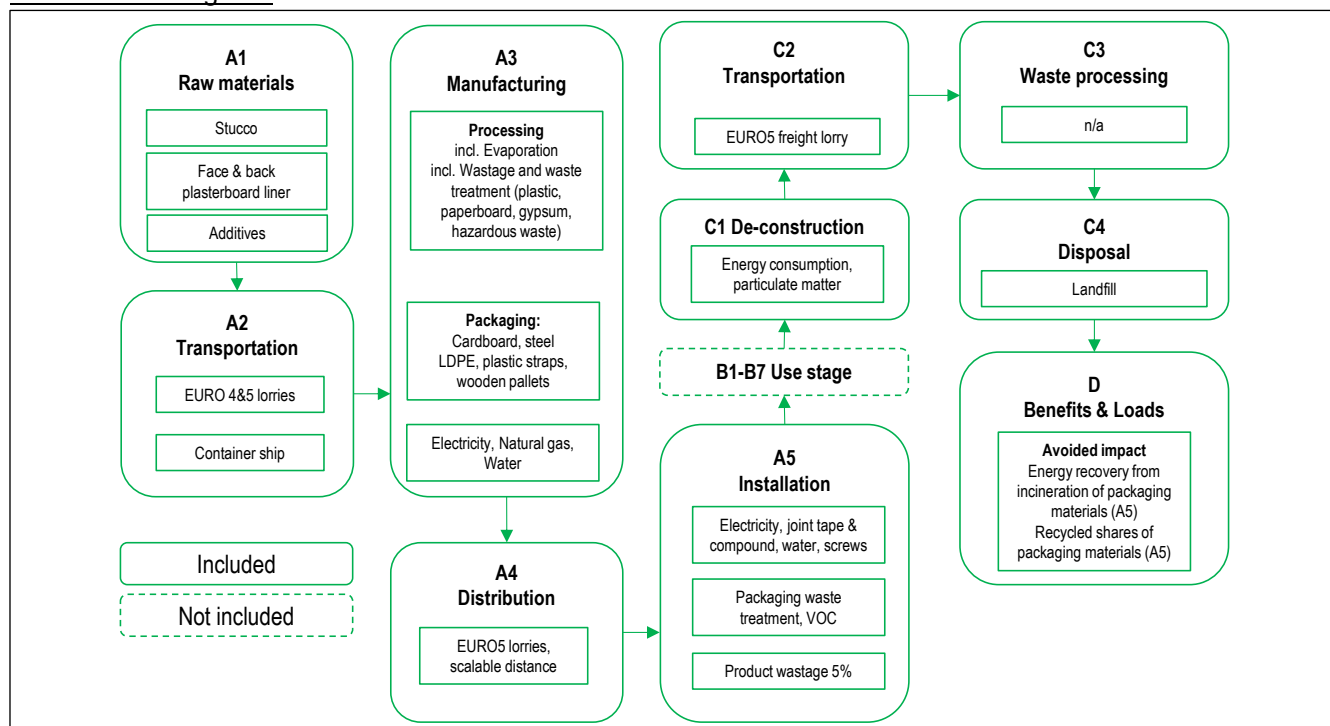 A1
Raw materials
Stucco
Face & back
plasterboard liner
Additives
A2
Transportation
EURO 4&5 lorries
Container ship
A3
Manufacturing
Processing
incl. Evaporation
incl. Wastage and waste
treatment (plastic,
paperboard, gypsum,
hazardous waste)
Packaging:
Cardboard, steel
LDPE, plastic straps,
wooden pallets
Electricity, Natural gas,
Water
A4
Distribution
EURO5 lorries,
scalable distance
A5
Installation
Electricity, joint tape &
compound, water, screws
Packaging waste
treatment, VOC
Product wastage 5%
B1-B7 Use stage
C1 De-construction
Energy consumption,
particulate matter
C2
Transportation
EURO5 freight lorry
C3
Waste processing
n/a
C4
Disposal
Landfill
D
Benefits & Loads
Avoided impact
Energy recovery from
incineration of packaging
materials (A5)
Recycled shares of
packaging materials (A5)
Included
Not included